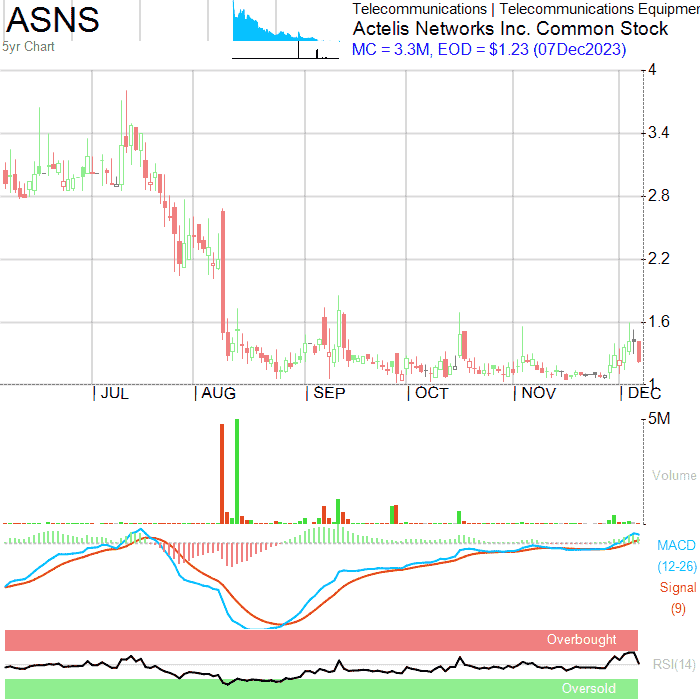 ASNS
5yr Chart
Telecommunications | Telecommunications Equipmen
Actelis Networks Inc. Common Stock
MC = 3.3M, EOD = $1.23 (07Dec2023)
4
3.4
2.8
2.2
1.6
1
JUL
AUG
SEP
OCT
NOV
DEC
5M
Volume
MACD
(12-26)
Signal
(9)
Overbought
RSI(14)
Oversold